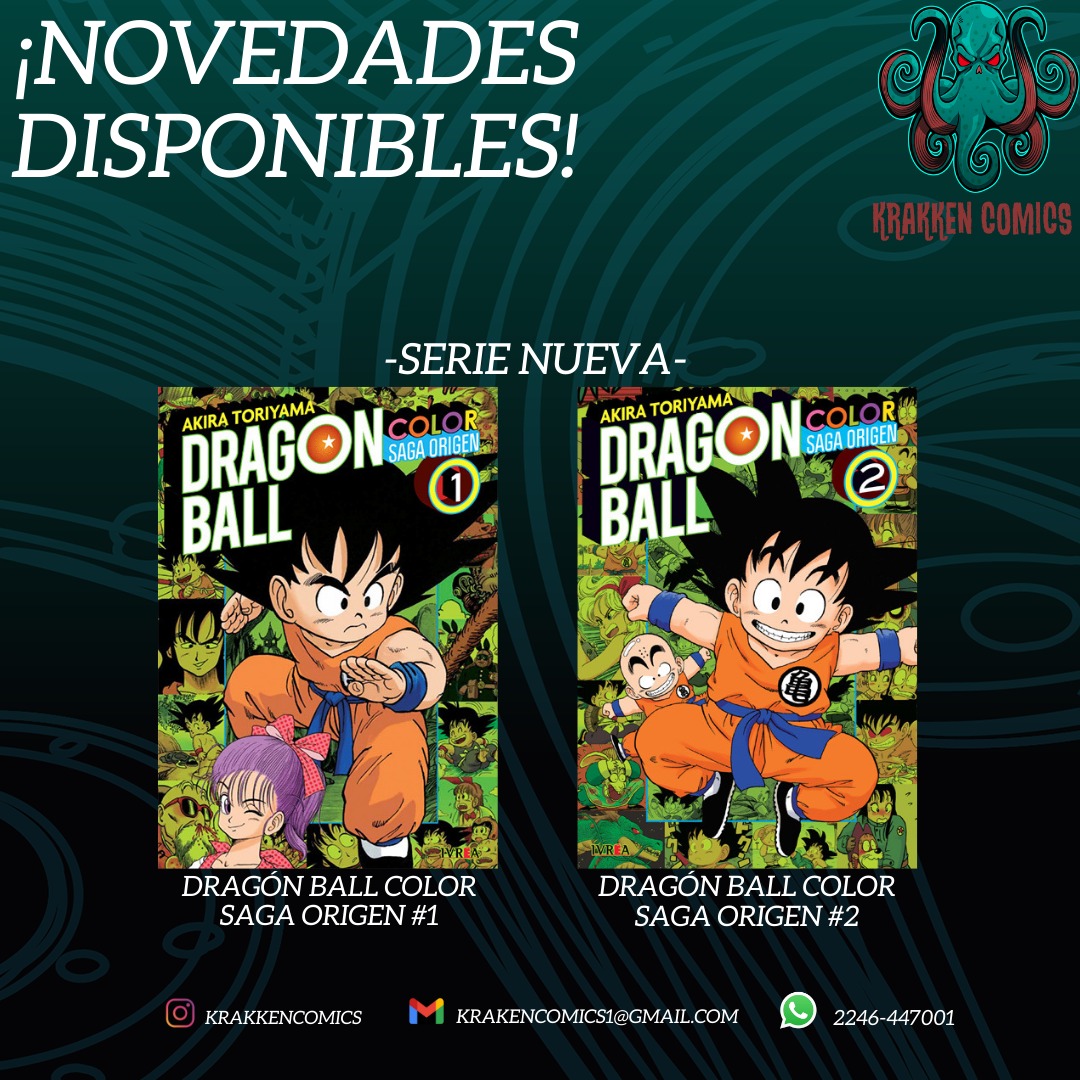 ¡NOVEDADES
DISPONIBLES!
KRAKKEN COMICS
-SERIE NUEVA-
AKIRA TORIYAMA
DRAGON
BALL
COLOR
SAGA ORIGEN
1
IVREA
AKIRA TORIYAMA
DRAGON
BALL
COLOR
SAGA ORIGEN
2
亀
IVREA
DRAGÓN BALL COLOR
SAGA ORIGEN #1
DRAGÓN BALL COLOR
SAGA ORIGEN #2
KRAKKENCOMICS
KRAKENCOMICS1@GMAIL.COM
2246-447001